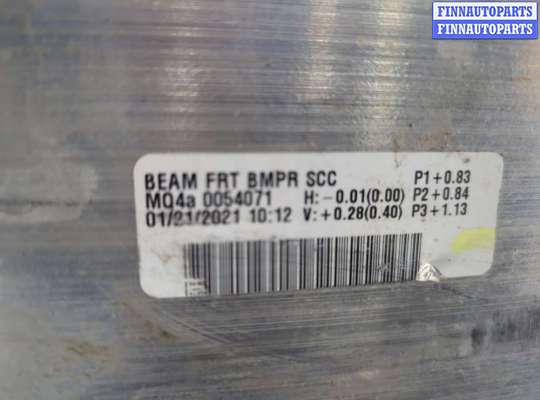 FINNAUTOPARTS
FINNAUTOPARTS
BEAM FRT BMPR SCC P1+0.83
MQ4a 0054071 H:-0.01(0.00) P2+0.84
01/21/2021 10:12 V:+0.28(0.40) P3+1.13